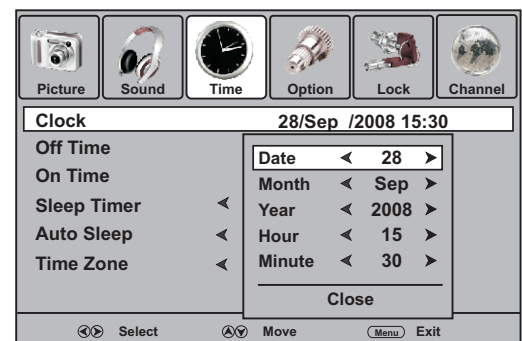 Picture Sound Time Option Lock Channel
Clock 28/Sep /2008 15:30
Off Time
On Time
Sleep Timer
Auto Sleep
Time Zone
Date 28
Month Sep
Year 2008
Hour 15
Minute 30
Close
Select Move Menu Exit